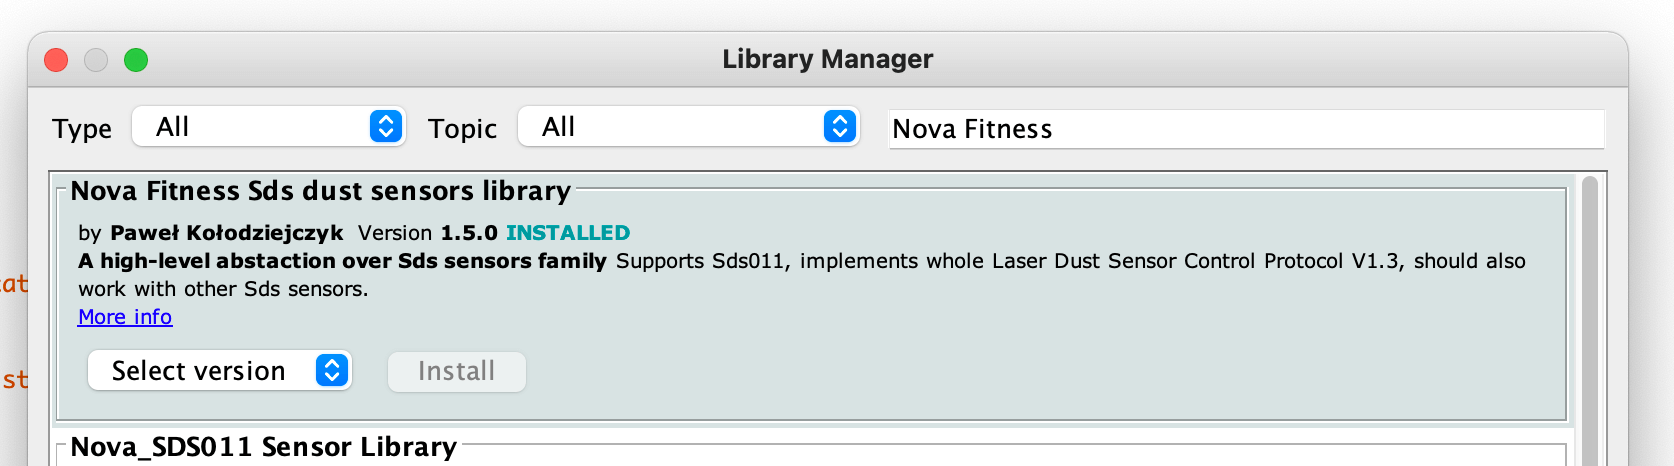 Library Manager
Type All Topic All Nova Fitness
Nova Fitness Sds dust sensors library
by Paweł Kołodziejczyk Version 1.5.0 INSTALLED
A high-level abstaction over Sds sensors family Supports Sds011, implements whole Laser Dust Sensor Control Protocol V1.3, should also
work with other Sds sensors.
More info
Select version Install
Nova_SDS011 Sensor Library